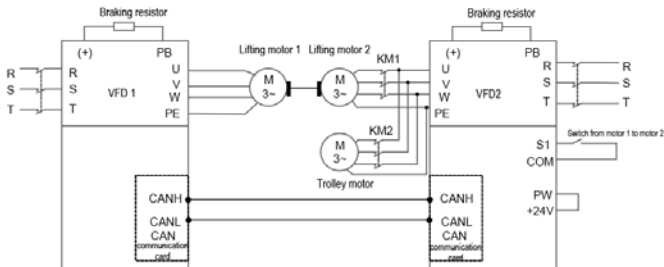 Braking resistor
Braking resistor
(+) PB
Lifting motor 1 Lifting motor 2
KM1
(+) PB
R R U M 3~ M 3~ U R R
S S VFD 1 V V VFD2 S S
T T W W T T
PE PE
KM2
M 3~
Trolley motor
S1 Switch from motor 1 to motor 2
COM
CANH CANH
PW
CANL CANL
+24V
CAN CAN
communication communication
card card